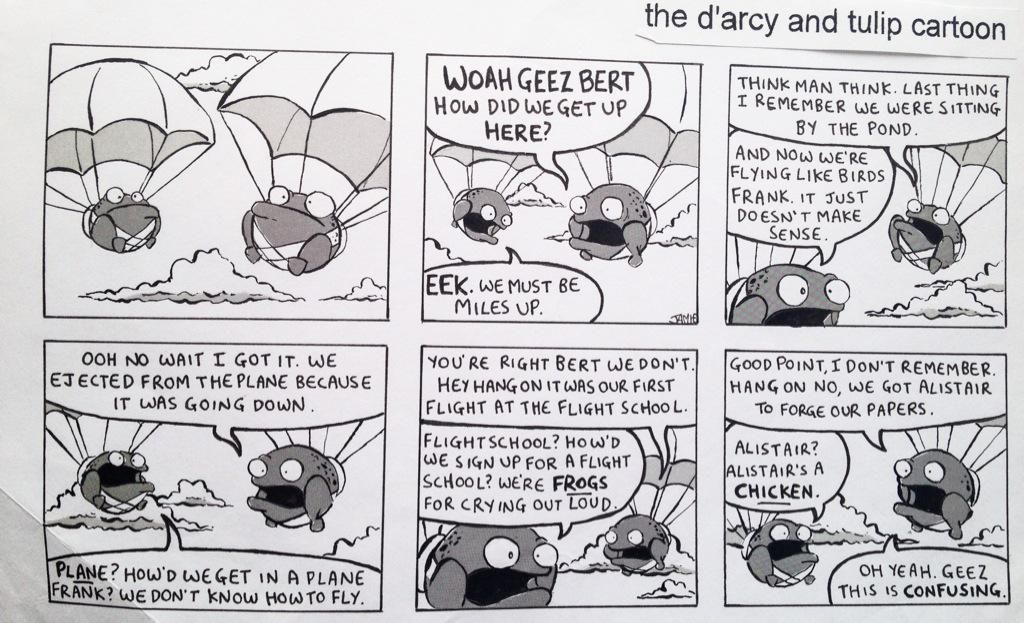 the d'arcy and tulip cartoon
WOAH GEEZ BERT
HOW DID WE GET UP
HERE?
EEK. WE MUST BE
MILES UP.
JAMIE
THINK MAN THINK. LAST THING
I REMEMBER WE WERE SITTING
BY THE POND.
AND NOW WE'RE
FLYING LIKE BIRDS
FRANK. IT JUST
DOESN'T MAKE
SENSE.
OOH NO WAIT I GOT IT. WE
EJECTED FROM THE PLANE BECAUSE
IT WAS GOING DOWN.
PLANE? HOW'D WE GET IN A PLANE
FRANK? WE DON'T KNOW HOW TO FLY.
YOU'RE RIGHT BERT WE DON'T.
HEY HANG ON IT WAS OUR FIRST
FLIGHT AT THE FLIGHT SCHOOL.
FLIGHT SCHOOL? HOW'D
WE SIGN UP FOR A FLIGHT
SCHOOL? WE'RE FROGS
FOR CRYING OUT LOUD.
GOOD POINT, I DON'T REMEMBER.
HANG ON NO, WE GOT ALISTAIR
TO FORGE OUR PAPERS.
ALISTAIR?
ALISTAIR'S A
CHICKEN.
OH YEAH. GEEZ
THIS IS CONFUSING.